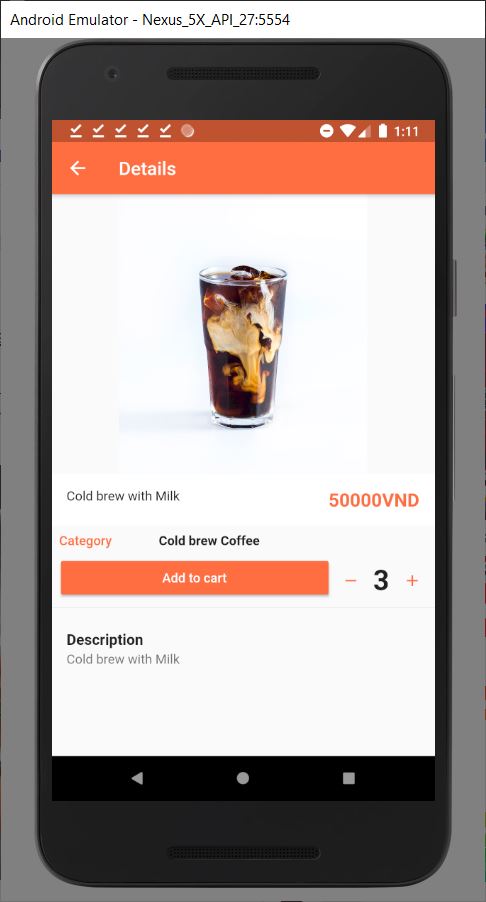 Android Emulator - Nexus_5X_API_27:5554
1:11
Details
Cold brew with Milk
50000VND
Category Cold brew Coffee
Add to cart − 3 +
Description
Cold brew with Milk